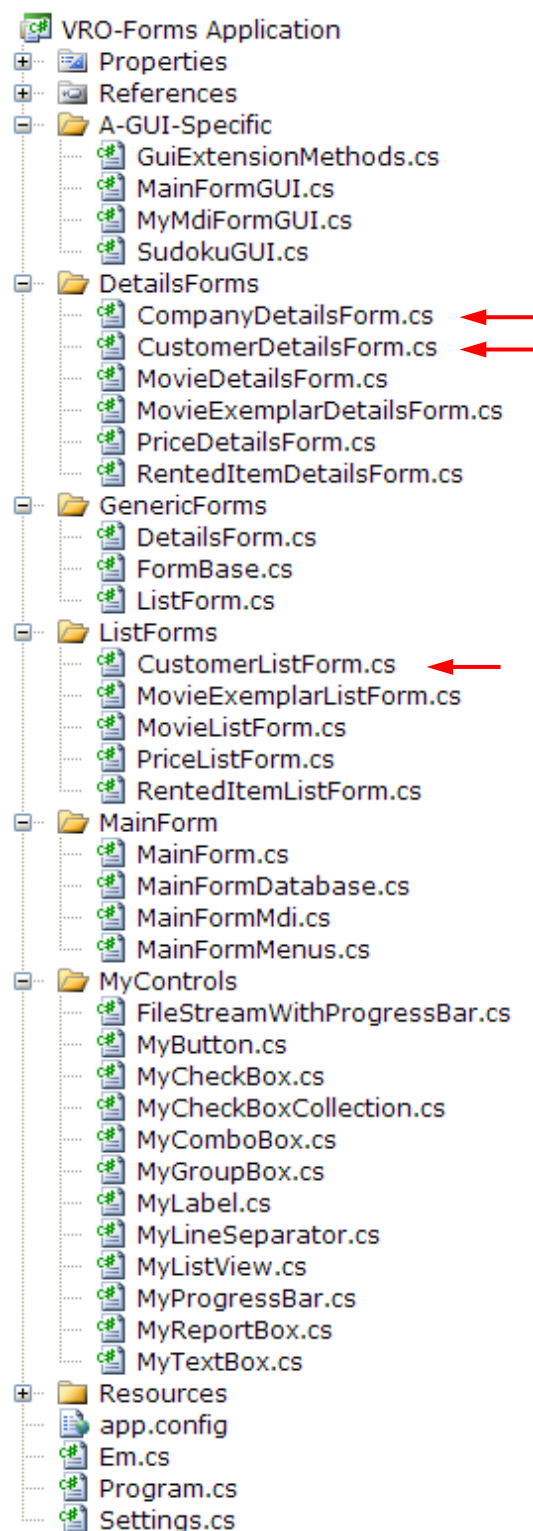 VRO-Forms Application
Properties
References
A-GUI-Specific
GuiExtensionMethods.cs
MainFormGUI.cs
MyMdiFormGUI.cs
SudokuGUI.cs
DetailsForms
CompanyDetailsForm.cs
CustomerDetailsForm.cs
MovieDetailsForm.cs
MovieExemplarDetailsForm.cs
PriceDetailsForm.cs
RentedItemDetailsForm.cs
GenericForms
DetailsForm.cs
FormBase.cs
ListForm.cs
ListForms
CustomerListForm.cs
MovieExemplarListForm.cs
MovieListForm.cs
PriceListForm.cs
RentedItemListForm.cs
MainForm
MainForm.cs
MainFormDatabase.cs
MainFormMdi.cs
MainFormMenus.cs
MyControls
FileStreamWithProgressBar.cs
MyButton.cs
MyCheckBox.cs
MyCheckBoxCollection.cs
MyComboBox.cs
MyGroupBox.cs
MyLabel.cs
MyLineSeparator.cs
MyListView.cs
MyProgressBar.cs
MyReportBox.cs
MyTextBox.cs
Resources
app.config
Em.cs
Program.cs
Settings.cs